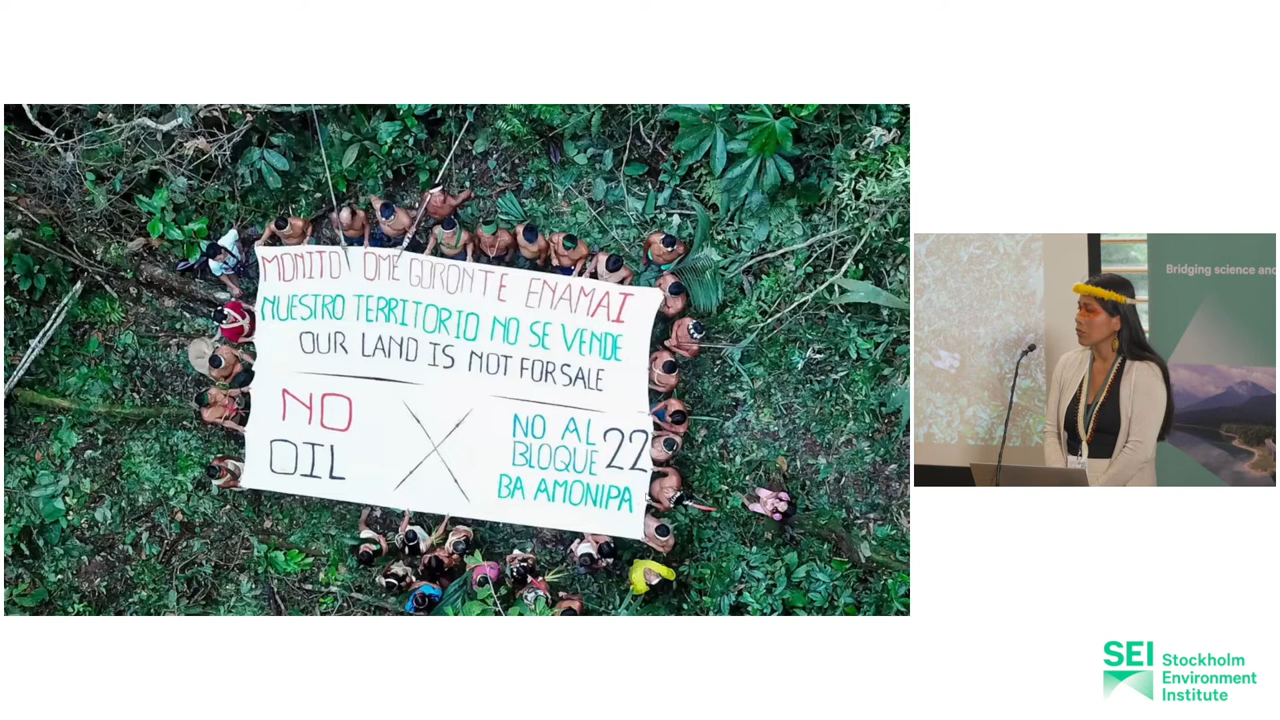 MONITO OME GORONTE ENAMAI
NUESTRO TERRITORIO NO SE VENDE
OUR LAND IS NOT FOR SALE
NO
OIL
NO AL
BLOQUE 22
BA AMONIPA
Bridging science and
SEI Stockholm
Environment
Institute